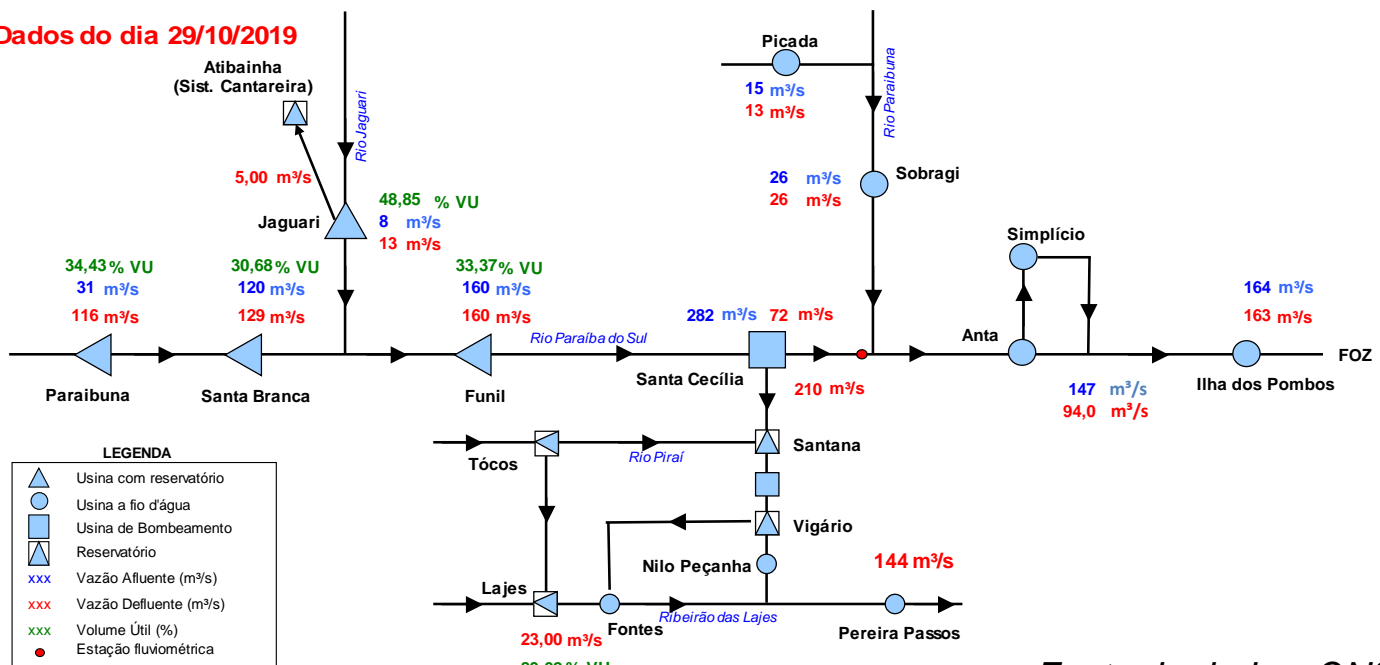 Dados do dia 29/10/2019
Atibainha
(Sist. Cantareira)
Rio Jaguari
5,00 m³/s
Jaguari
48,85 % VU
8 m³/s
13 m³/s
Picada
15 m³/s
13 m³/s
Rio Paraibuna
26 m³/s
26 m³/s
Sobragi
34,43 % VU
31 m³/s
116 m³/s
Paraibuna
30,68 % VU
120 m³/s
129 m³/s
Santa Branca
33,37 % VU
160 m³/s
160 m³/s
Funil
Rio Paraíba do Sul
282 m³/s 72 m³/s
Santa Cecília
210 m³/s
Simplício
Anta
147 m³/s
94,0 m³/s
164 m³/s
163 m³/s
Ilha dos Pombos
FOZ
Tócos
Rio Piraí
Santana
Vigário
Nilo Peçanha
144 m³/s
Lajes
Fontes
Ribeirão das Lajes
Pereira Passos
23,00 m³/s
LEGENDA
Usina com reservatório
Usina a fio d'água
Usina de Bombeamento
Reservatório
xxx Vazão Afluente (m³/s)
xxx Vazão Defluente (m³/s)
xxx Volume Útil (%)
Estação fluviométrica